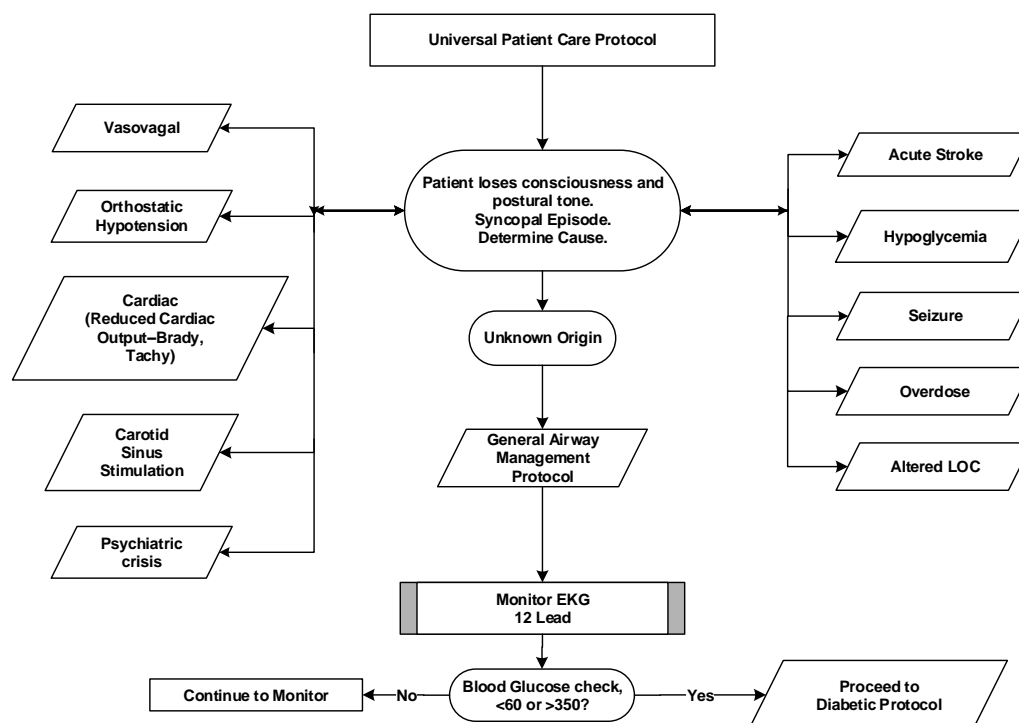 Universal Patient Care Protocol
Vasovagal
Orthostatic
Hypotension
Cardiac
(Reduced Cardiac
Output–Brady,
Tachy)
Carotid
Sinus
Stimulation
Psychiatric
crisis
Patient loses consciousness and
postural tone.
Syncopal Episode.
Determine Cause.
Acute Stroke
Hypoglycemia
Seizure
Overdose
Altered LOC
Unknown Origin
General Airway
Management
Protocol
Monitor EKG
12 Lead
Blood Glucose check,
<60 or >350?
No
Continue to Monitor
Yes
Proceed to
Diabetic Protocol